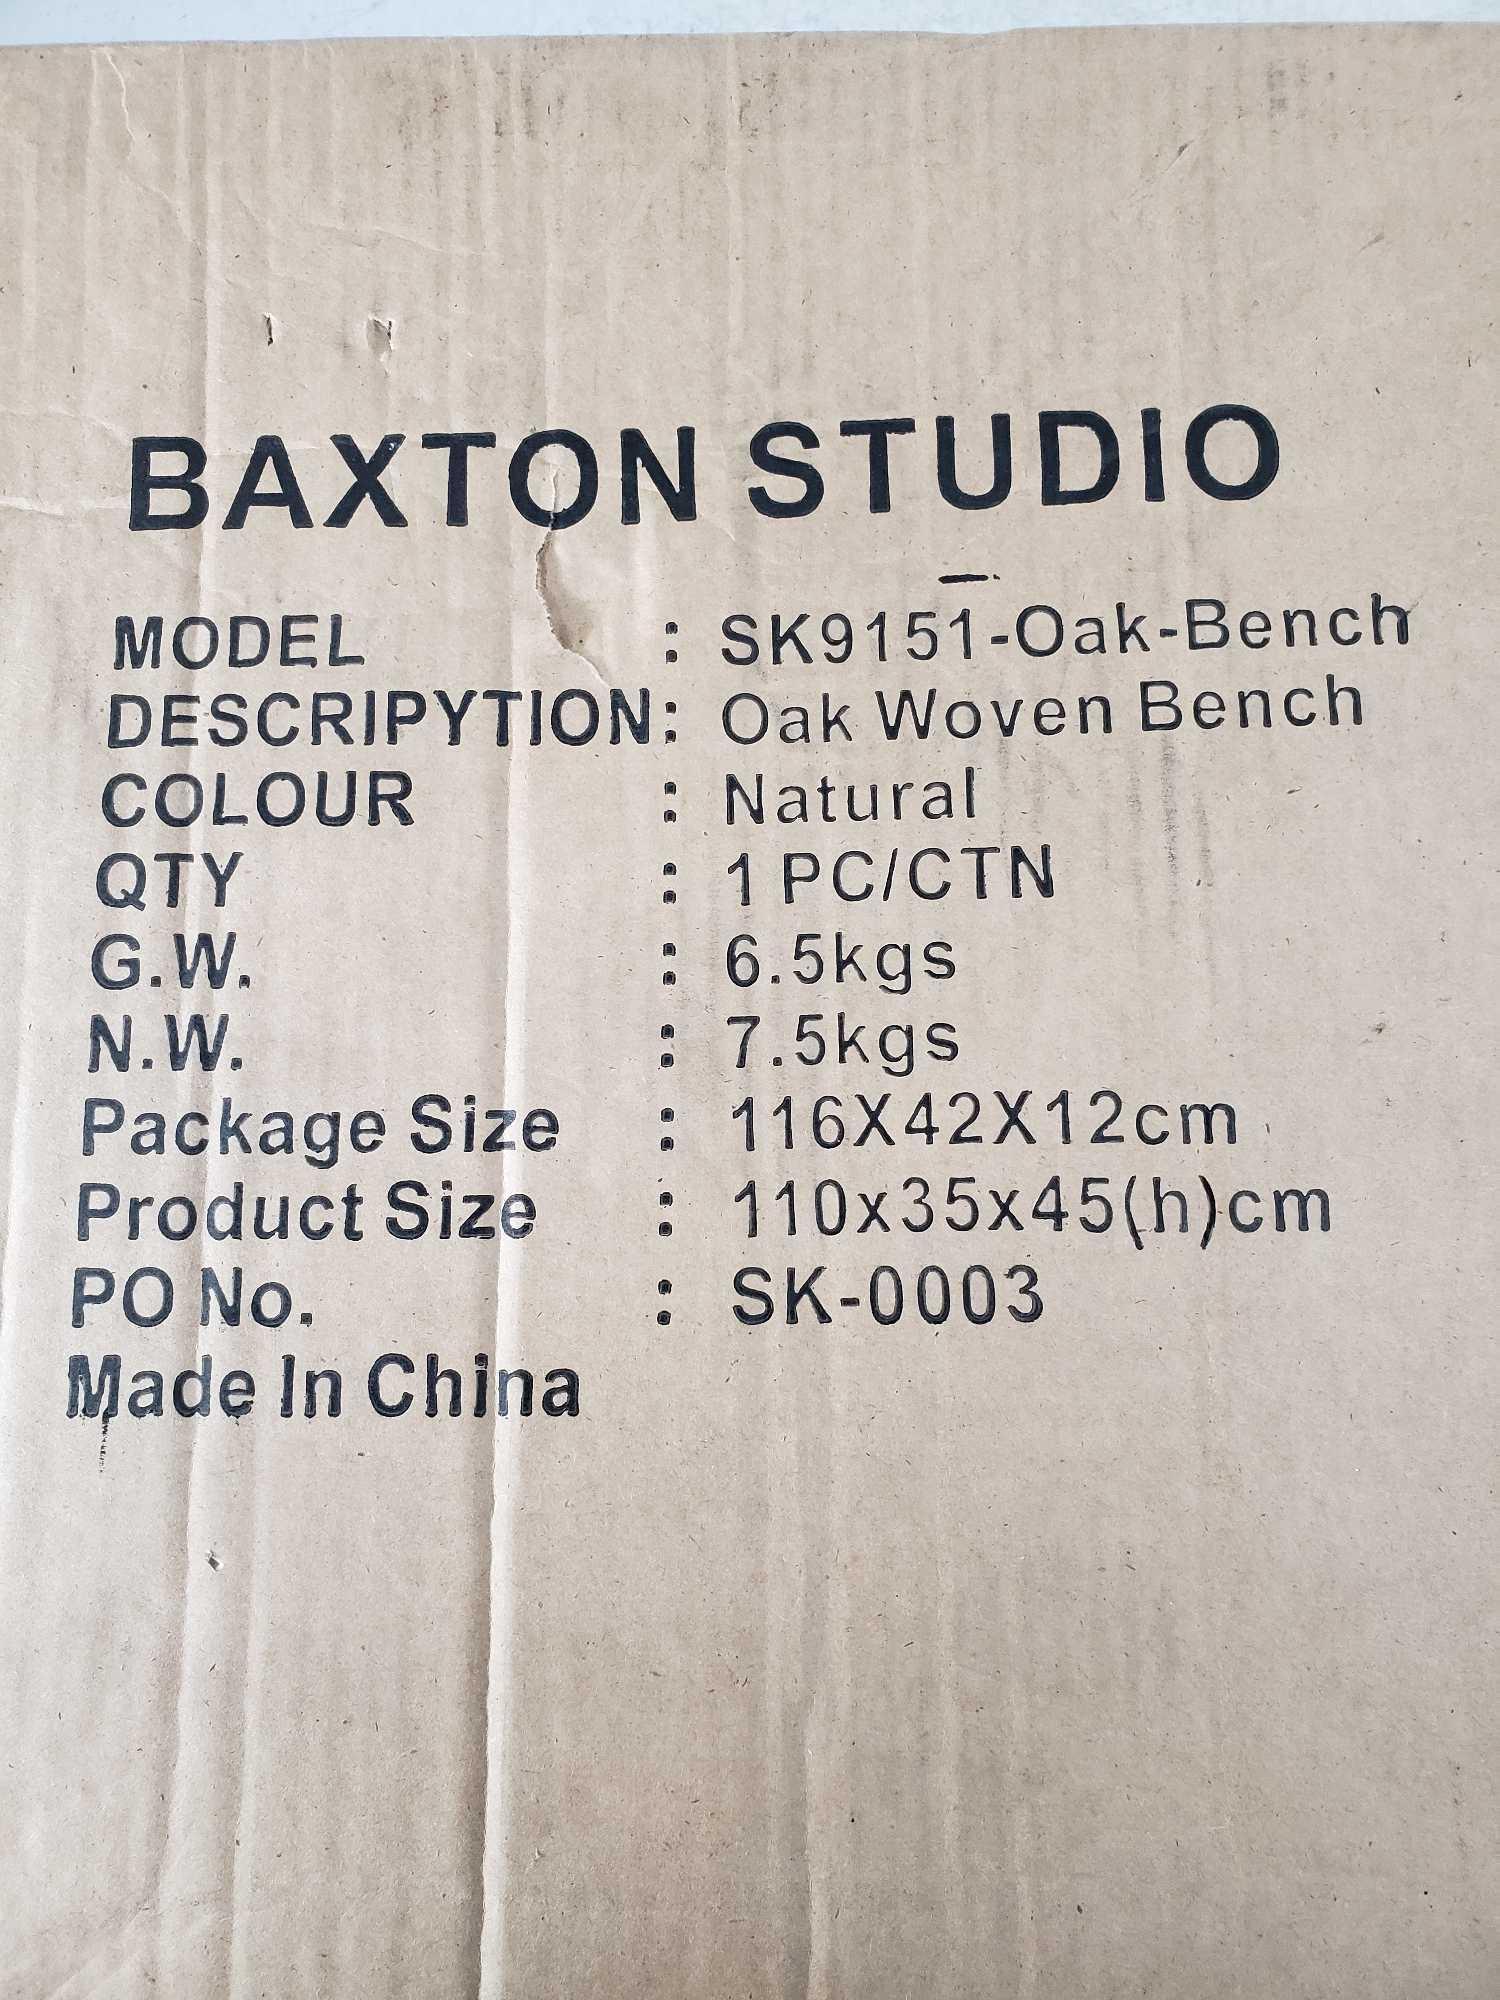 BAXTON STUDIO
MODEL : SK9151-Oak-Bench
DESCRIPYTION: Oak Woven Bench
COLOUR : Natural
QTY : 1 PC/CTN
G.W. : 6.5kgs
N.W. : 7.5kgs
Package Size : 116X42X12cm
Product Size : 110x35x45(h)cm
PO No. : SK-0003
Made In China